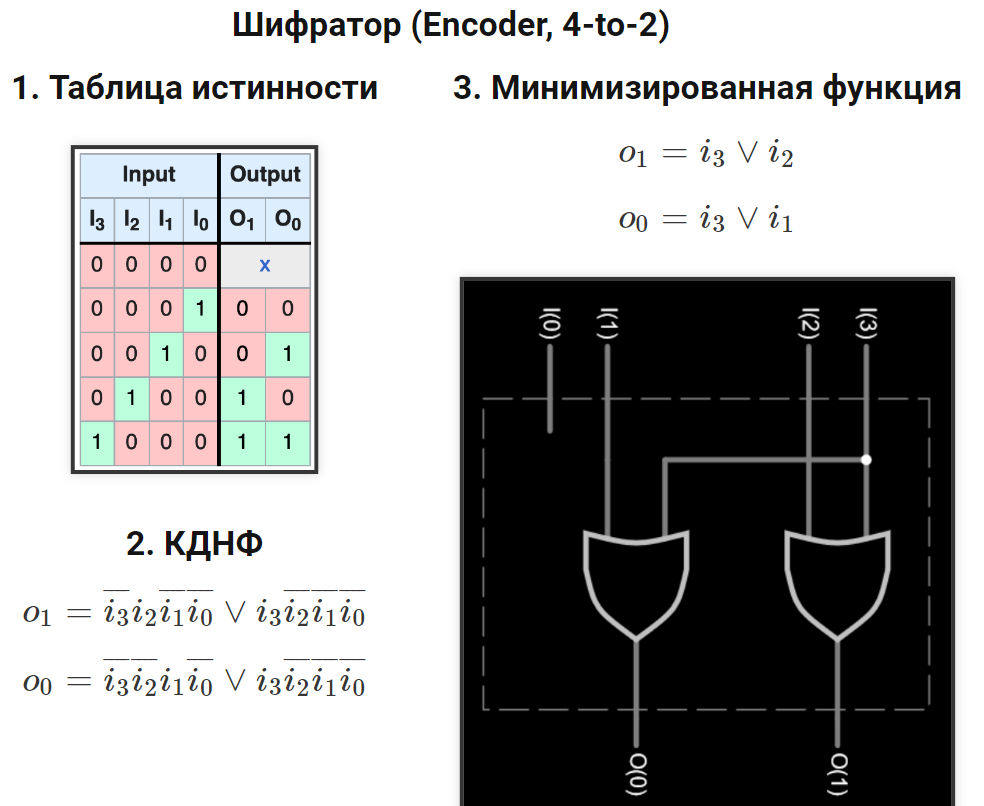 Шифратор (Encoder, 4-to-2)
1. Таблица истинности
Input Output
I₃ I₂ I₁ I₀ O₁ O₀
0 0 0 0 x
0 0 0 1 0 0
0 0 1 0 0 1
0 1 0 0 1 0
1 0 0 0 1 1
2. КДНФ
o₁ = i̅₃i₂i̅₁i̅₀ ∨ i₃i̅₂i̅₁i̅₀
o₀ = i̅₃i̅₂i₁i̅₀ ∨ i₃i̅₂i̅₁i̅₀
3. Минимизированная функция
o₁ = i₃ ∨ i₂
o₀ = i₃ ∨ i₁
I(0) I(1) I(2) I(3)
O(0) O(1)